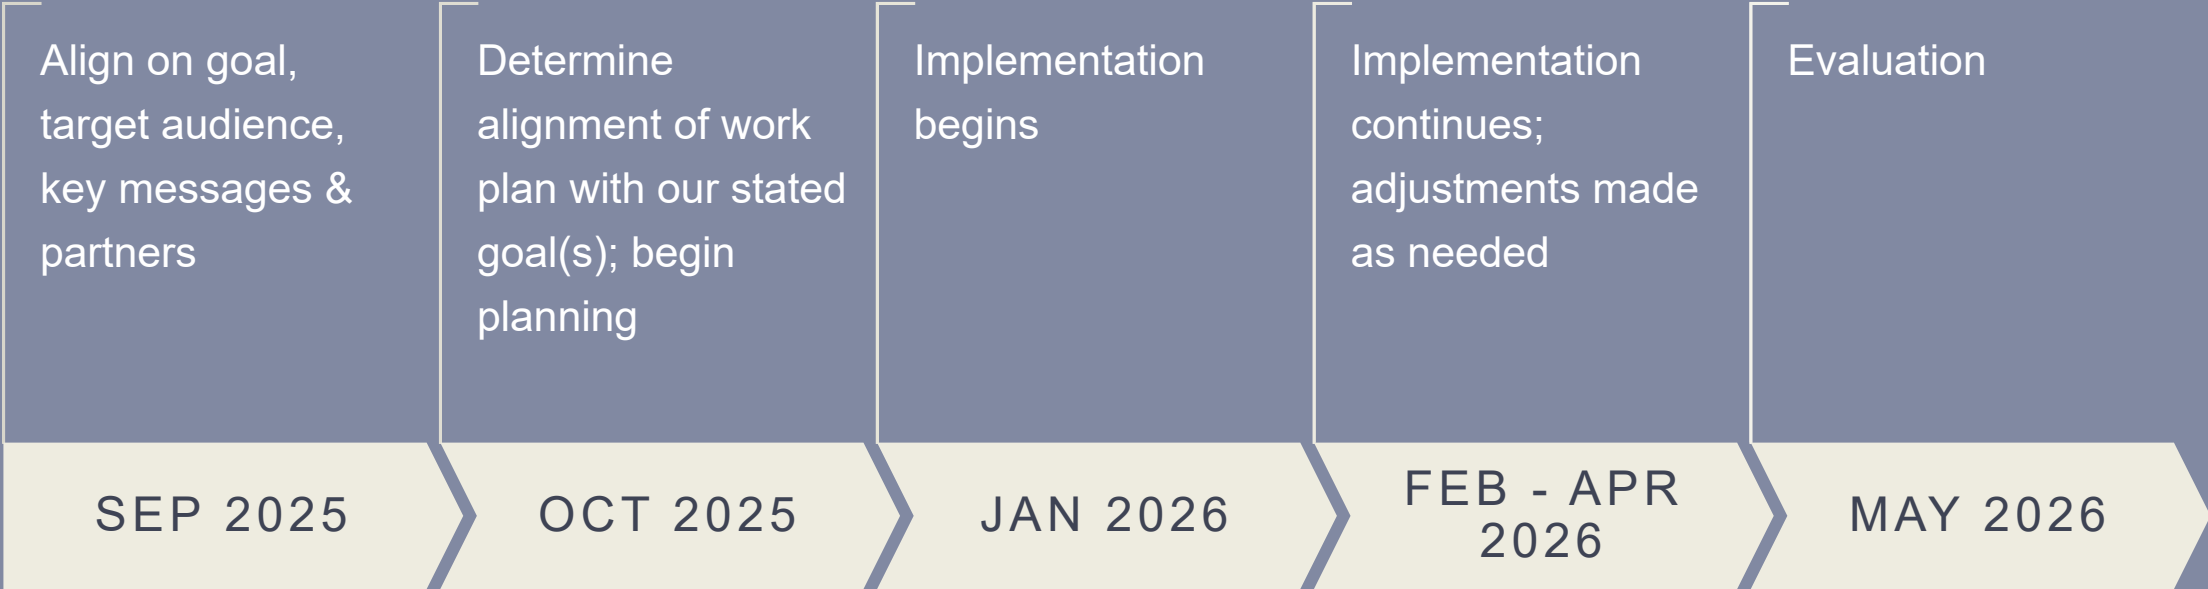 Align on goal,
target audience,
key messages &
partners
Determine
alignment of work
plan with our stated
goal(s); begin
planning
Implementation
begins
Implementation
continues;
adjustments made
as needed
Evaluation
SEP 2025
OCT 2025
JAN 2026
FEB - APR
2026
MAY 2026